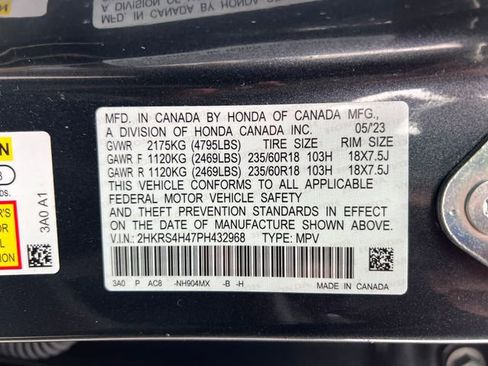 MFD. IN CANADA BY HONDA OF CANADA MFG.,
A DIVISION OF HONDA CANADA INC. 05/'23
GVWR 2175KG (4795LBS) TIRE SIZE RIM SIZE
GAWR F 1120KG (2469LBS) 235/60R18 103H 18X7.5J
GAWR R 1120KG (2469LBS) 235/60R18 103H 18X7.5J
THIS VEHICLE CONFORMS TO ALL APPLICABLE
FEDERAL MOTOR VEHICLE SAFETY
AND THEFT PREVENTION STANDARDS IN EFFECT
ON THE DATE OF MANUFACTURE SHOWN ABOVE.
V.I.N.: 2HKRS4H47PH432968 TYPE: MPV
3A0 P AC8 -NH904MX -B -H
MADE IN CANADA
3A0 A1